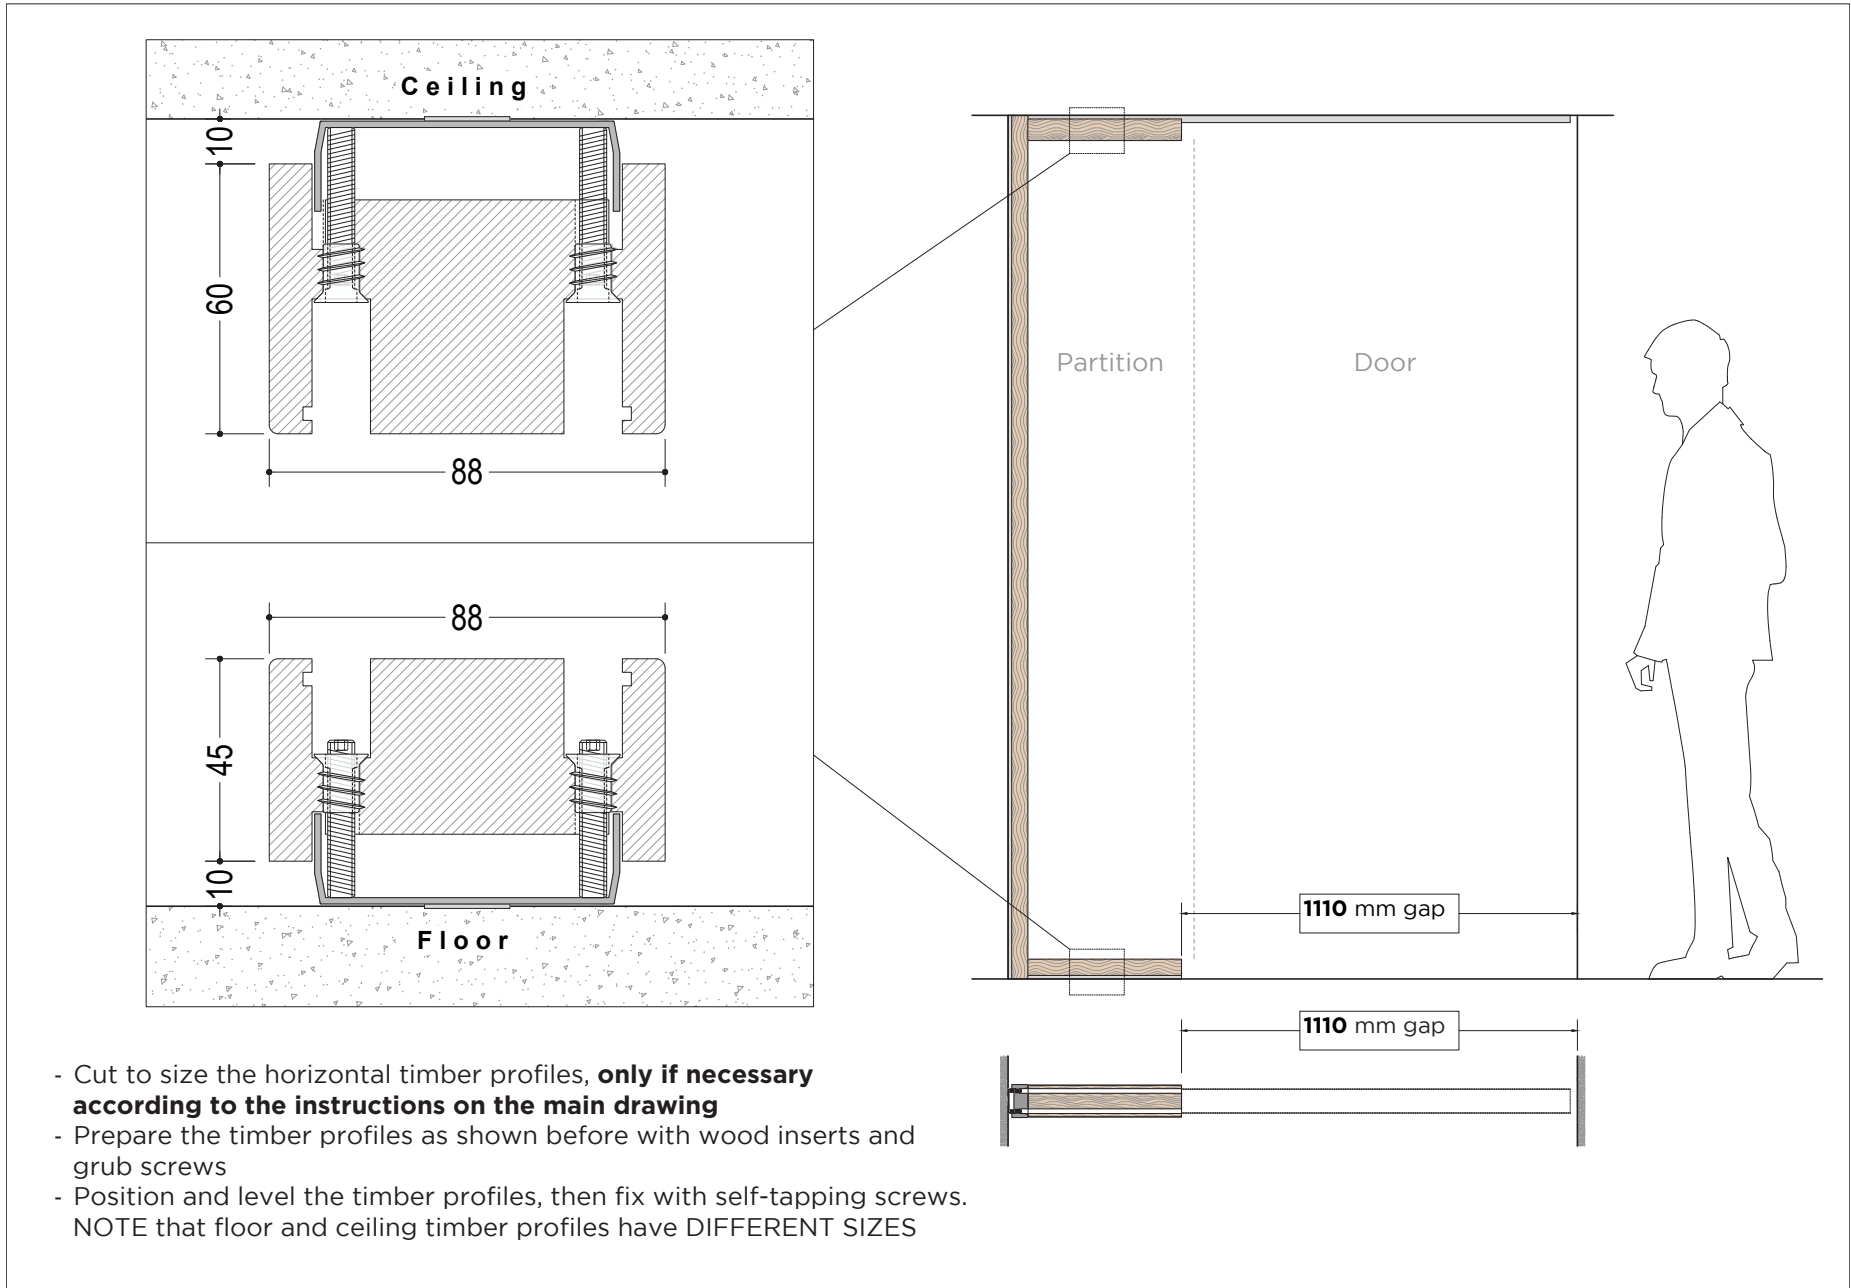 Ceiling
10
60
88
88
45
10
Floor
Partition
Door
1110 mm gap
1110 mm gap
- Cut to size the horizontal timber profiles, only if necessary
according to the instructions on the main drawing
- Prepare the timber profiles as shown before with wood inserts and
grub screws
- Position and level the timber profiles, then fix with self-tapping screws.
NOTE that floor and ceiling timber profiles have DIFFERENT SIZES